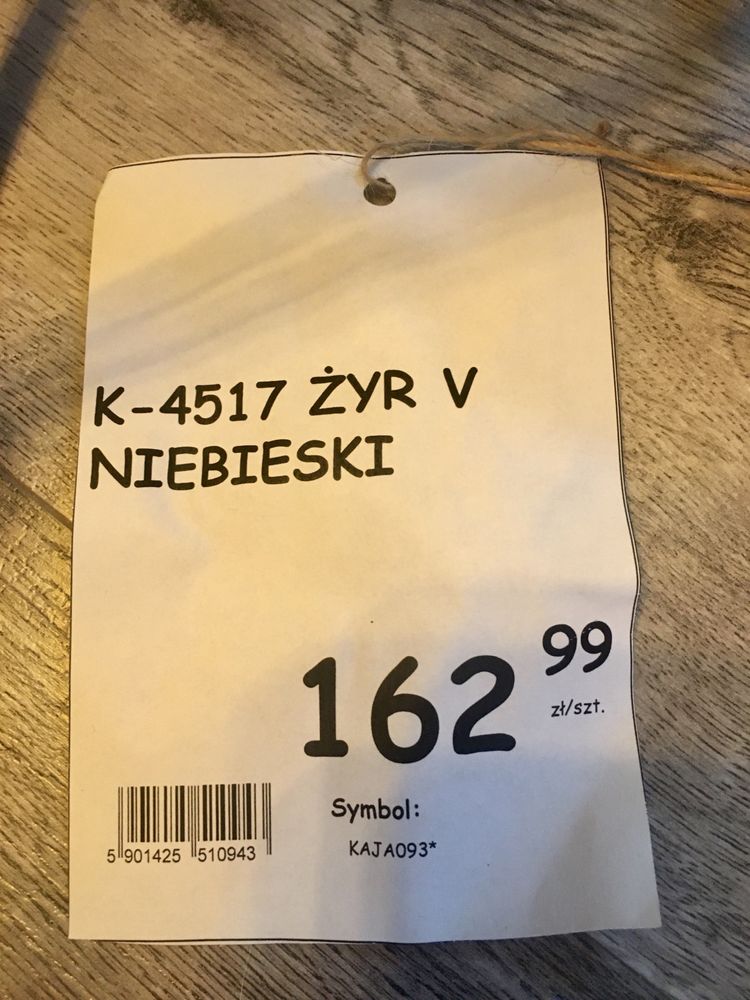 K-4517 ŻYR V
NIEBIESKI
162 99
zł/szt.
Symbol:
KAJA093*
5 901425 510943